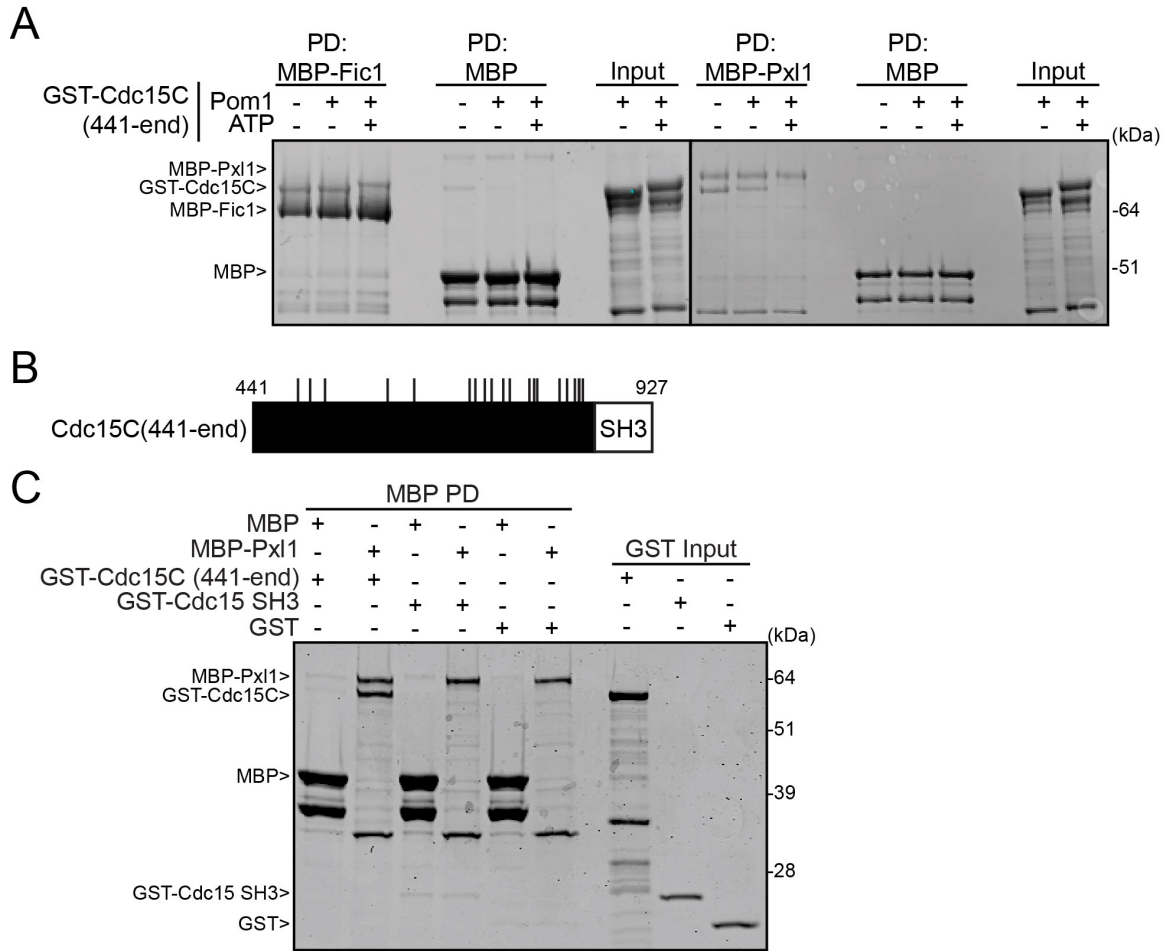 A
PD: PD: PD: PD:
MBP-Fic1 MBP Input MBP-Pxl1 MBP Input
GST-Cdc15C Pom1 - + + - + + + + - + + - + + + +
(441-end) ATP - - + - - + - + - - + - - + - +
(kDa)
MBP-Pxl1>
GST-Cdc15C>
MBP-Fic1> -64
MBP> -51
B
441 927
Cdc15C(441-end) SH3
C
MBP PD
MBP + - + - + -
MBP-Pxl1 - + - + - + GST Input
GST-Cdc15C (441-end) + + - - - - + - -
GST-Cdc15 SH3 - - + + - - - + -
GST - - - - + + - - +
(kDa)
MBP-Pxl1> -64
GST-Cdc15C>
-51
MBP>
-39
-28
GST-Cdc15 SH3>
GST>